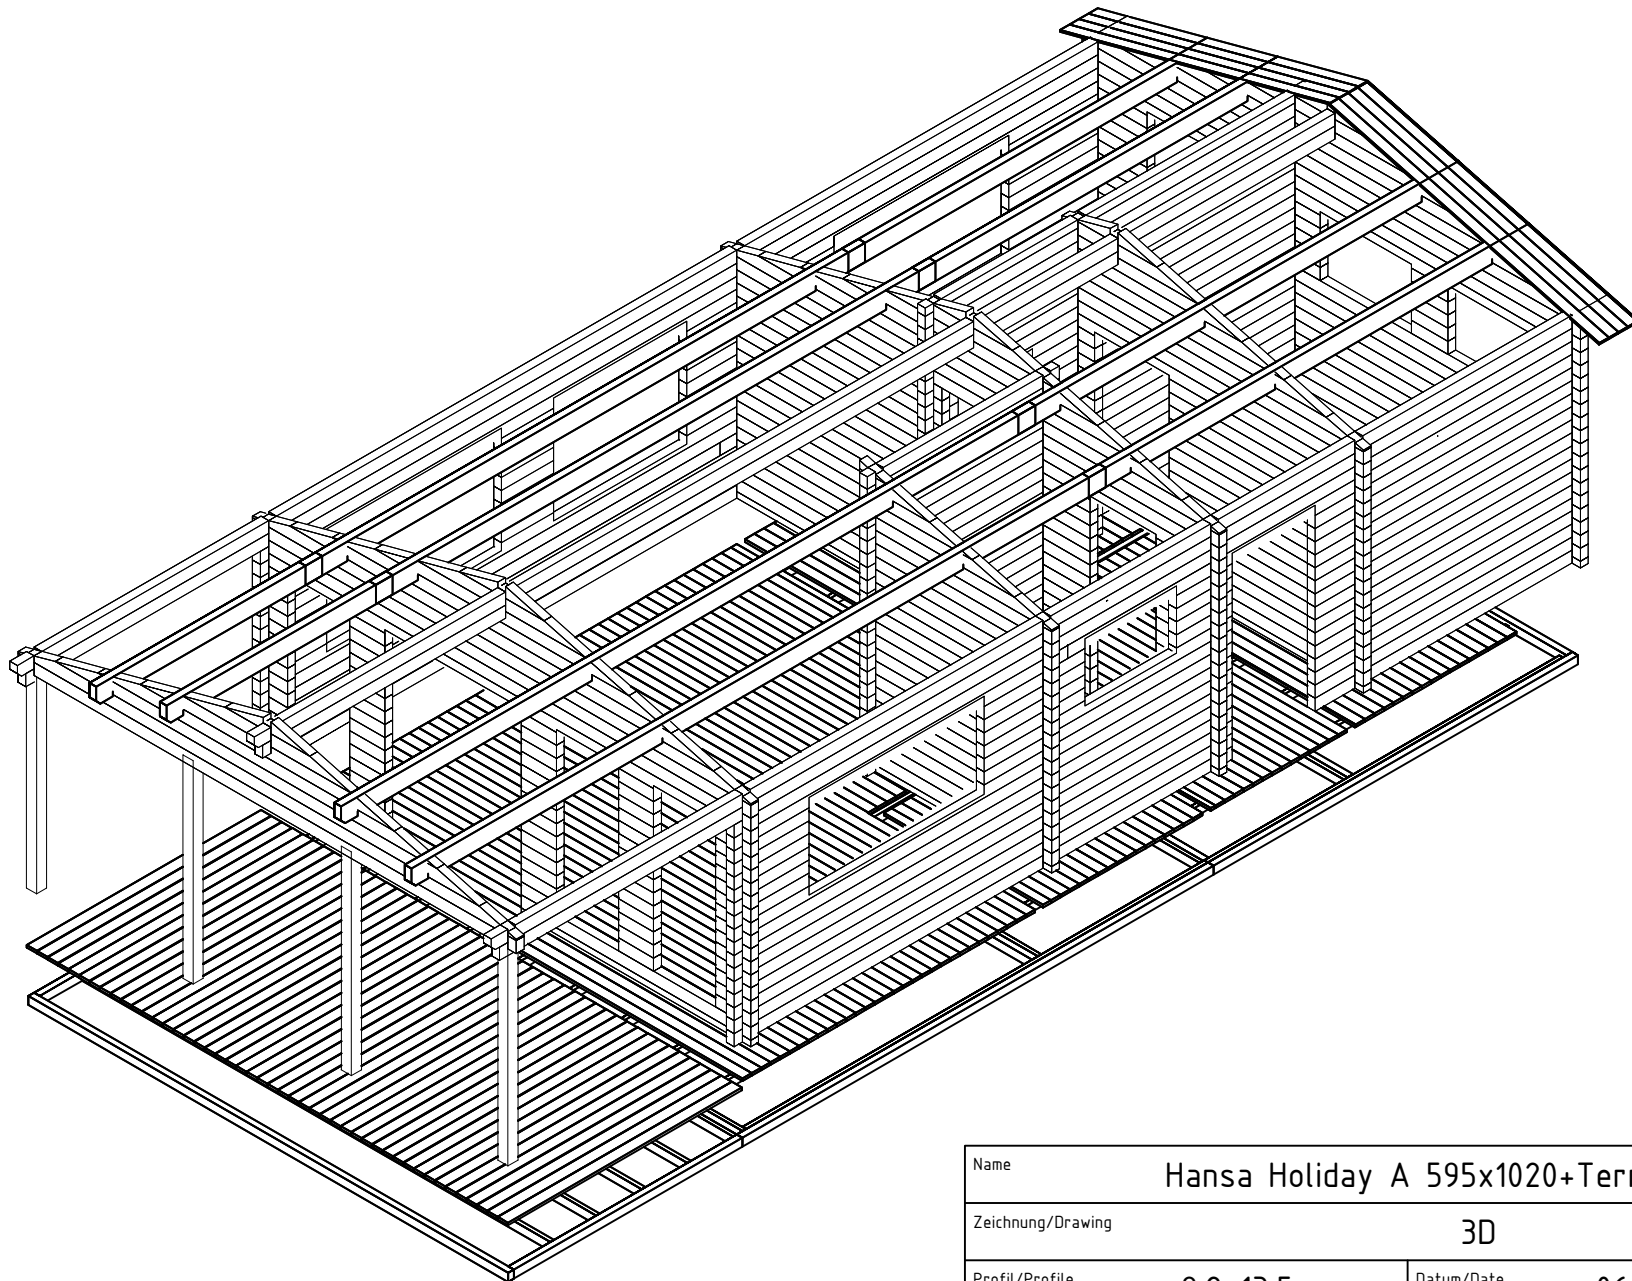 Name Hansa Holiday A 595x1020+Terr
Zeichnung/Drawing 3D
Profil/Profile Datum/Date